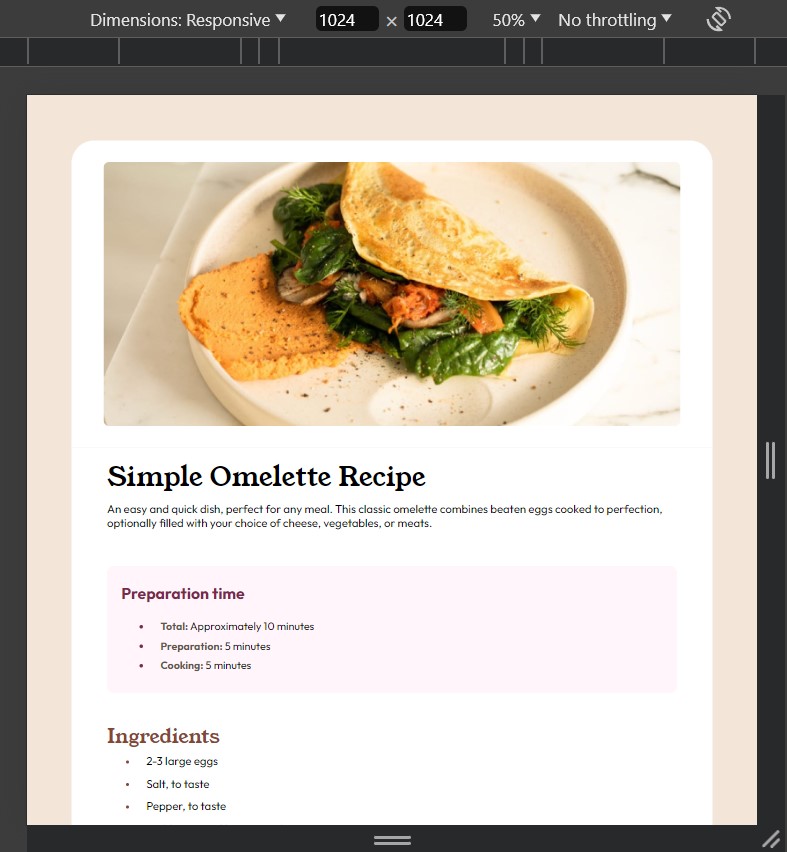 Dimensions: Responsive ▼ 1024 × 1024 50% ▼ No throttling ▼
Simple Omelette Recipe
An easy and quick dish, perfect for any meal. This classic omelette combines beaten eggs cooked to perfection,
optionally filled with your choice of cheese, vegetables, or meats.
Preparation time
• Total: Approximately 10 minutes
• Preparation: 5 minutes
• Cooking: 5 minutes
Ingredients
• 2-3 large eggs
• Salt, to taste
• Pepper, to taste